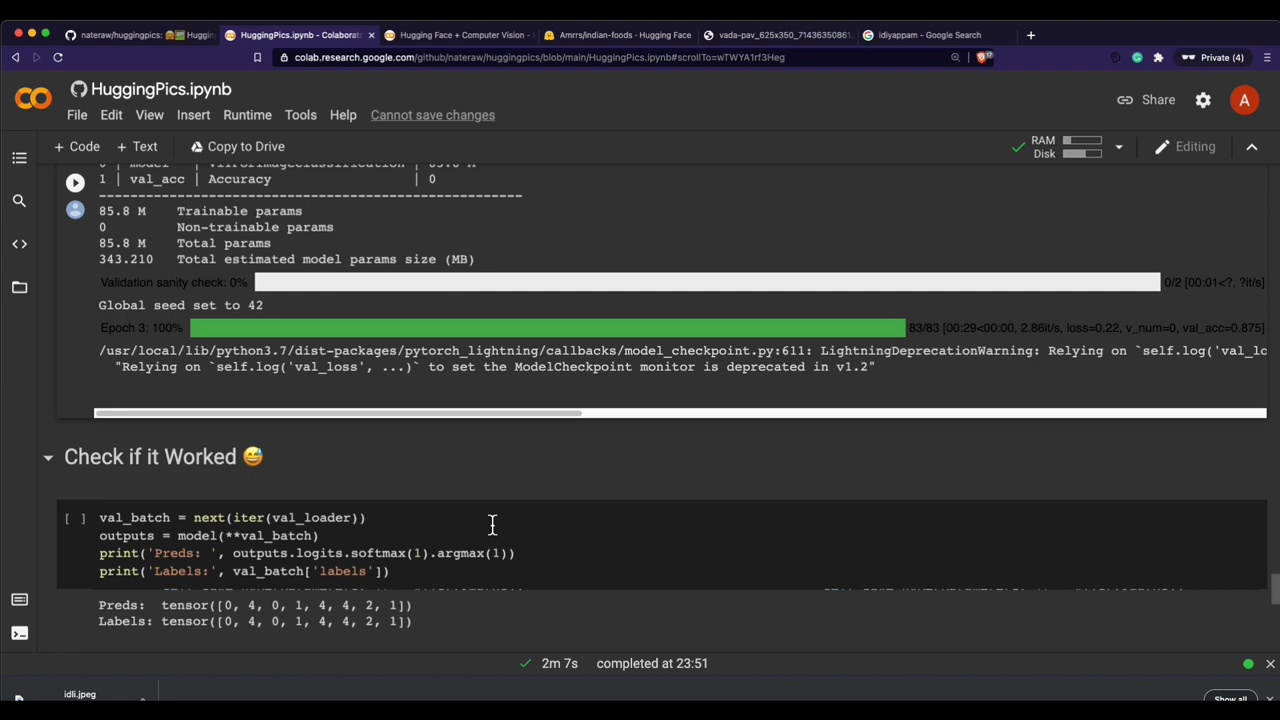 nateraw/huggingpics: 🤗🖼️ Hugging
HuggingPics.ipynb - Colaborat
Hugging Face + Computer Vision -
Amrrs/indian-foods · Hugging Face
vada-pav_625x350_71436350861
idiyappam - Google Search
colab.research.google.com/github/nateraw/huggingpics/blob/main/HuggingPics.ipynb#scrollTo=wTWYA1rf3Heg
17
Private (4)
HuggingPics.ipynb
Share
A
File Edit View Insert Runtime Tools Help Cannot save changes
+ Code + Text Copy to Drive
RAM
Disk
Editing
0 | model | ViTForImageClassification | 85.8 M
1 | val_acc | Accuracy | 0
------------------------------------------------------
85.8 M Trainable params
0 Non-trainable params
85.8 M Total params
343.210 Total estimated model params size (MB)
Validation sanity check: 0% 0/2 [00:01<?, ?it/s]
Global seed set to 42
Epoch 3: 100% 83/83 [00:29<00:00, 2.86it/s, loss=0.22, v_num=0, val_acc=0.875]
/usr/local/lib/python3.7/dist-packages/pytorch_lightning/callbacks/model_checkpoint.py:611: LightningDeprecationWarning: Relying on `self.log('val_lo
"Relying on `self.log('val_loss', ...)` to set the ModelCheckpoint monitor is deprecated in v1.2"
Check if it Worked 😅
[ ] val_batch = next(iter(val_loader))
outputs = model(**val_batch)
print('Preds: ', outputs.logits.softmax(1).argmax(1))
print('Labels:', val_batch['labels'])
Preds: tensor([0, 4, 0, 1, 4, 4, 2, 1])
Labels: tensor([0, 4, 0, 1, 4, 4, 2, 1])
2m 7s completed at 23:51
idli.jpeg
Show all